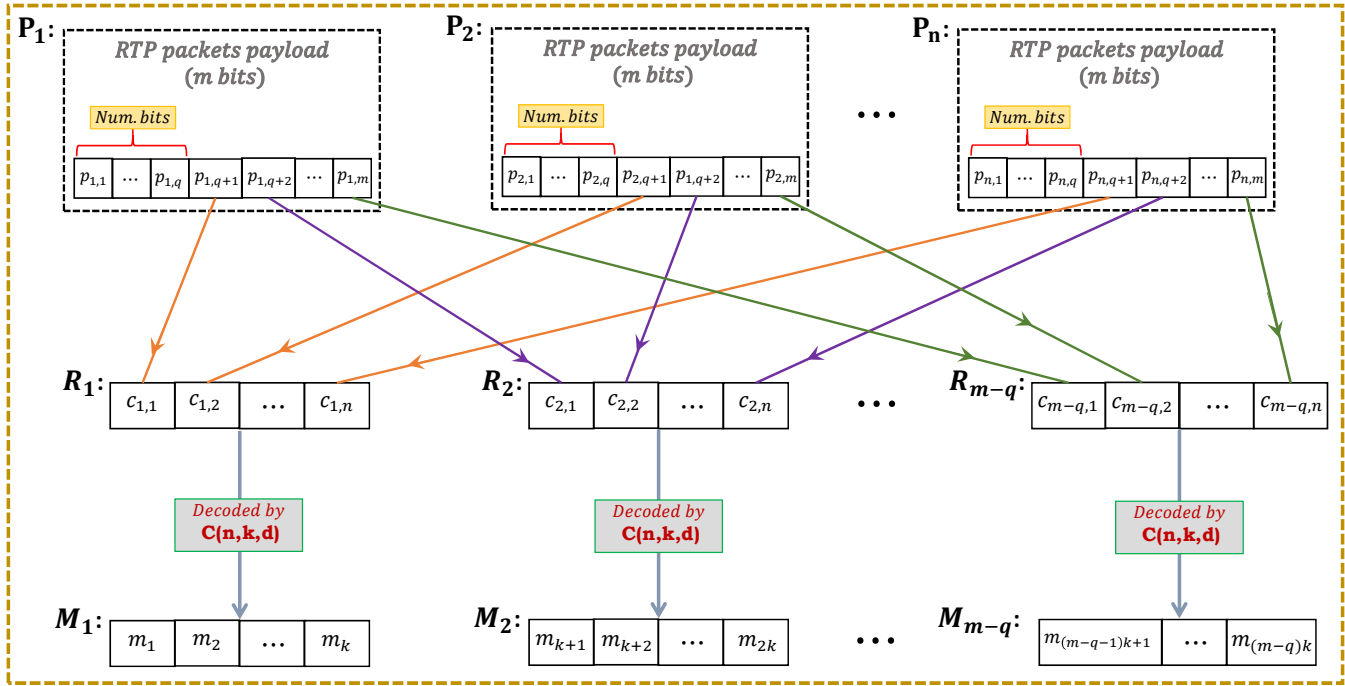 P₁: P₂: Pₙ:
RTP packets payload RTP packets payload RTP packets payload
(m bits) (m bits) (m bits)
Num.bits Num.bits ... Num.bits
p₁,₁ ... p₁,q p₁,q+1 p₁,q+2 ... p₁,m p₂,₁ ... p₂,q p₂,q+1 p₁,q+2 ... p₂,m pₙ,₁ ... pₙ,q pₙ,q+1 pₙ,q+2 ... pₙ,m
R₁: c₁,₁ c₁,₂ ... c₁,n R₂: c₂,₁ c₂,₂ ... c₂,n ... Rm−q: cm−q,1 cm−q,2 ... cm−q,n
Decoded by Decoded by Decoded by
C(n,k,d) C(n,k,d) C(n,k,d)
M₁: m₁ m₂ ... mk M₂: mk+1 mk+2 ... m2k ... Mm−q: m(m−q−1)k+1 ... m(m−q)k